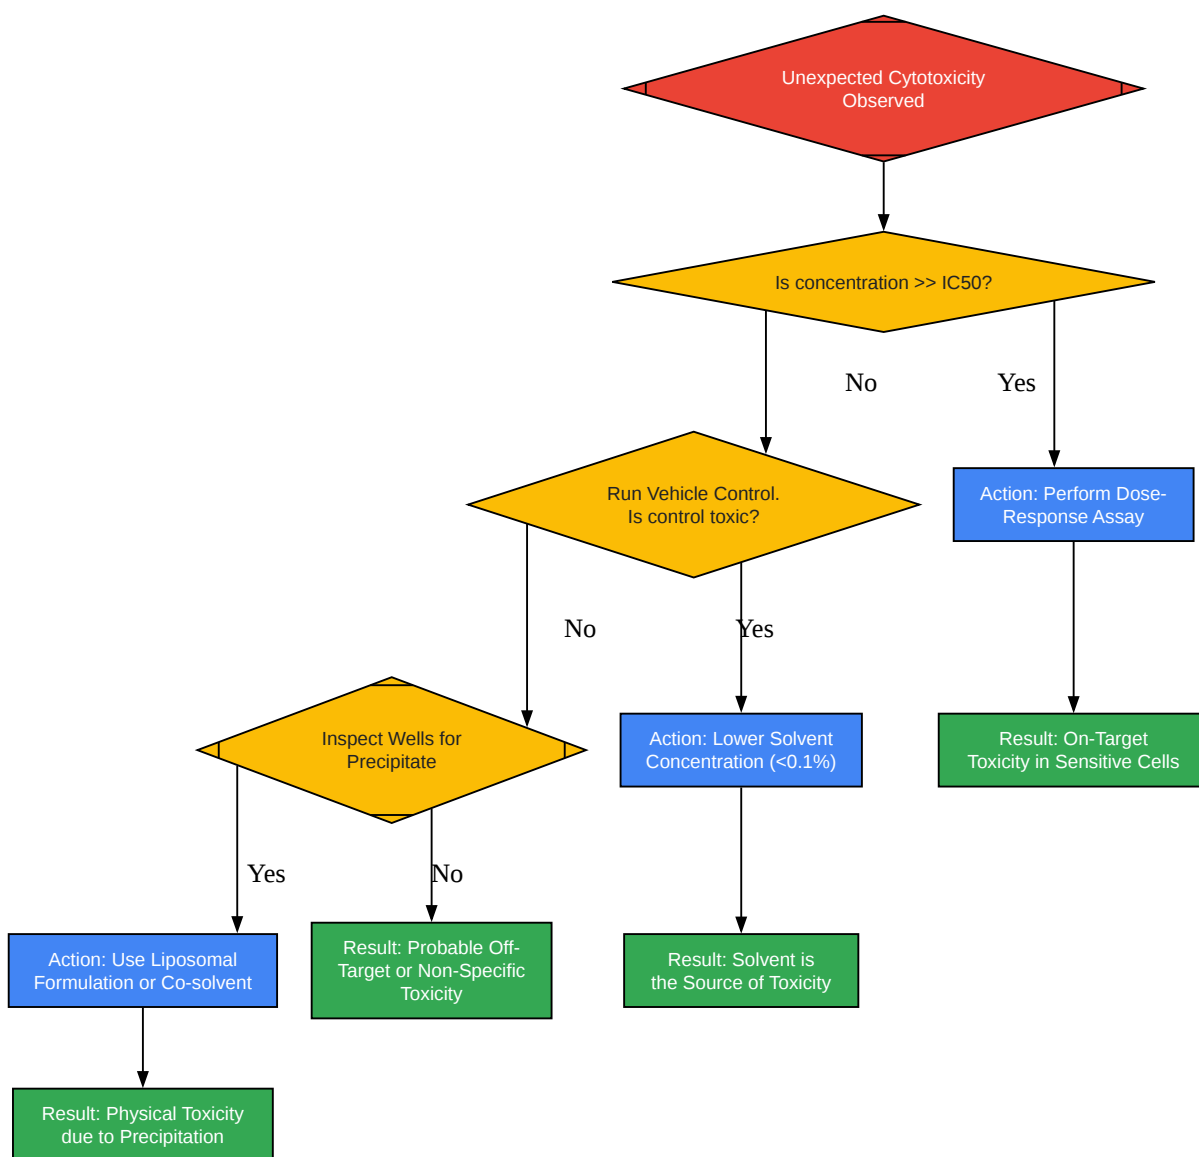 Unexpected Cytotoxicity
Observed
Is concentration >> IC50?
No
Yes
Run Vehicle Control.
Is control toxic?
Action: Perform Dose-
Response Assay
No
Yes
Inspect Wells for
Precipitate
Action: Lower Solvent
Concentration (<0.1%)
Result: On-Target
Toxicity in Sensitive Cells
Yes
No
Action: Use Liposomal
Formulation or Co-solvent
Result: Probable Off-
Target or Non-Specific
Toxicity
Result: Solvent is
the Source of Toxicity
Result: Physical Toxicity
due to Precipitation